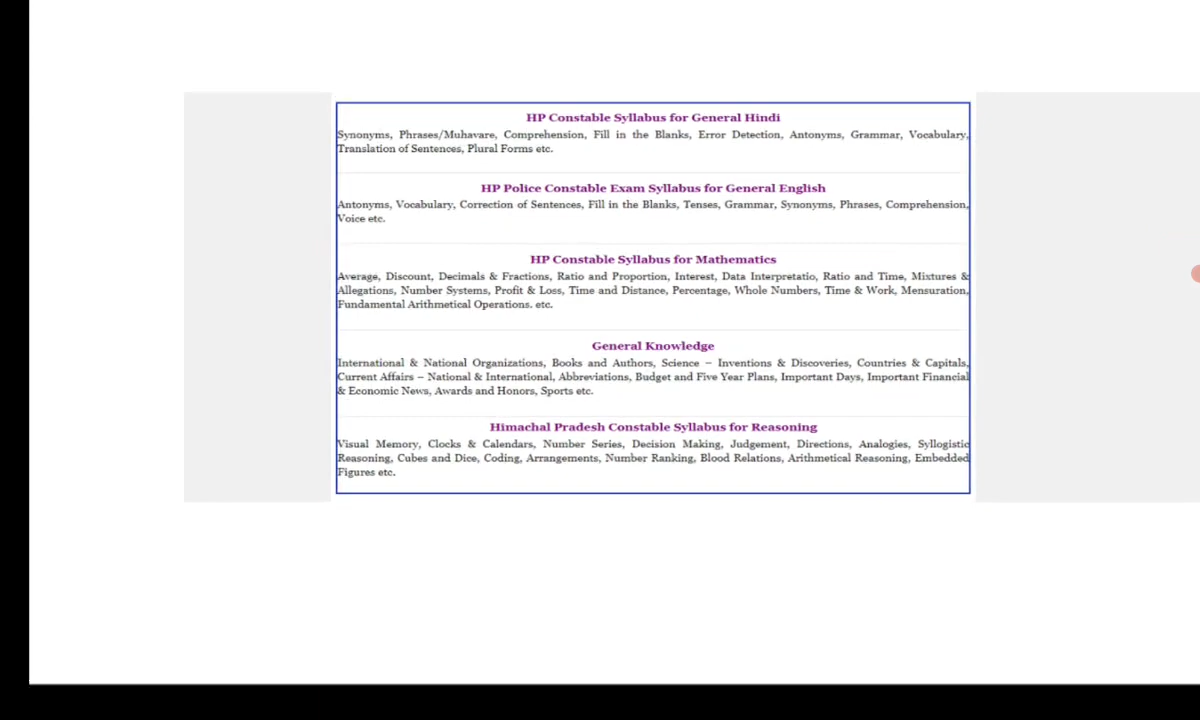 HP Constable Syllabus for General Hindi
Synonyms, Phrases/Muhavare, Comprehension, Fill in the Blanks, Error Detection, Antonyms, Grammar, Vocabulary,
Translation of Sentences, Plural Forms etc.
HP Police Constable Exam Syllabus for General English
Antonyms, Vocabulary, Correction of Sentences, Fill in the Blanks, Tenses, Grammar, Synonyms, Phrases, Comprehension,
Voice etc.
HP Constable Syllabus for Mathematics
Average, Discount, Decimals & Fractions, Ratio and Proportion, Interest, Data Interpretatio, Ratio and Time, Mixtures &
Allegations, Number Systems, Profit & Loss, Time and Distance, Percentage, Whole Numbers, Time & Work, Mensuration,
Fundamental Arithmetical Operations. etc.
General Knowledge
International & National Organizations, Books and Authors, Science – Inventions & Discoveries, Countries & Capitals,
Current Affairs – National & International, Abbreviations, Budget and Five Year Plans, Important Days, Important Financial
& Economic News, Awards and Honors, Sports etc.
Himachal Pradesh Constable Syllabus for Reasoning
Visual Memory, Clocks & Calendars, Number Series, Decision Making, Judgement, Directions, Analogies, Syllogistic
Reasoning, Cubes and Dice, Coding, Arrangements, Number Ranking, Blood Relations, Arithmetical Reasoning, Embedded
Figures etc.